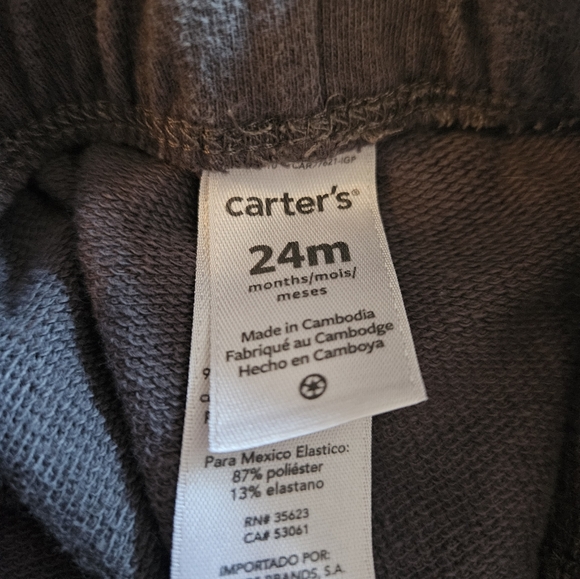 carter's®
24m
months/mois/
meses
Made in Cambodia
Fabriqué au Cambodge
Hecho en Camboya
Para Mexico Elastico:
87% poliéster
13% elastano
RN# 35623
CA# 53061
IMPORTADO POR:
BRANDS, S.A.